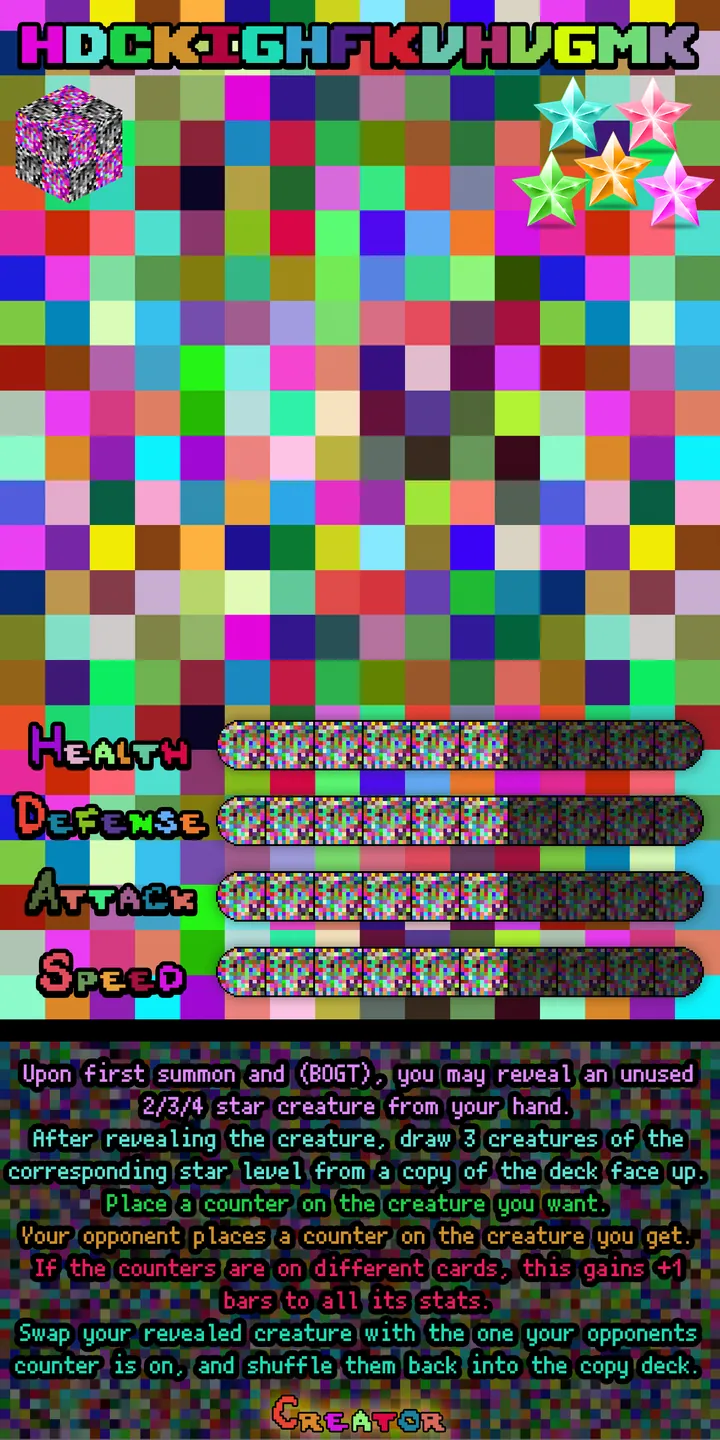 HDCKIGHFKVHVGMK
Health
Defense
Attack
Speed
Upon first summon and (BOGT), you may reveal an unused
2/3/4 star creature from your hand.
After revealing the creature, draw 3 creatures of the
corresponding star level from a copy of the deck face up.
Place a counter on the creature you want.
Your opponent places a counter on the creature you get.
If the counters are on different cards, this gains +1
bars to all its stats.
Swap your revealed creature with the one your opponents
counter is on, and shuffle them back into the copy deck.
Creator